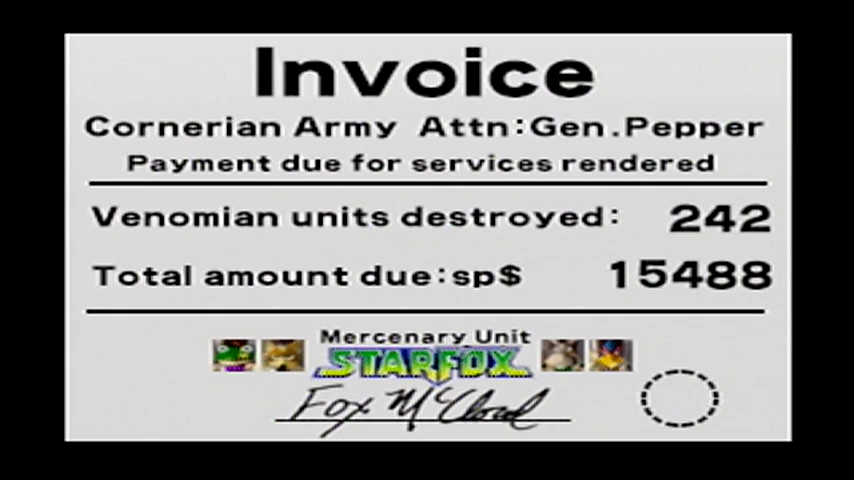 Invoice
Cornerian Army Attn:Gen.Pepper
Payment due for services rendered
Venomian units destroyed: 242
Total amount due:sp$ 15488
Mercenary Unit
STARFOX
Fox McCloud